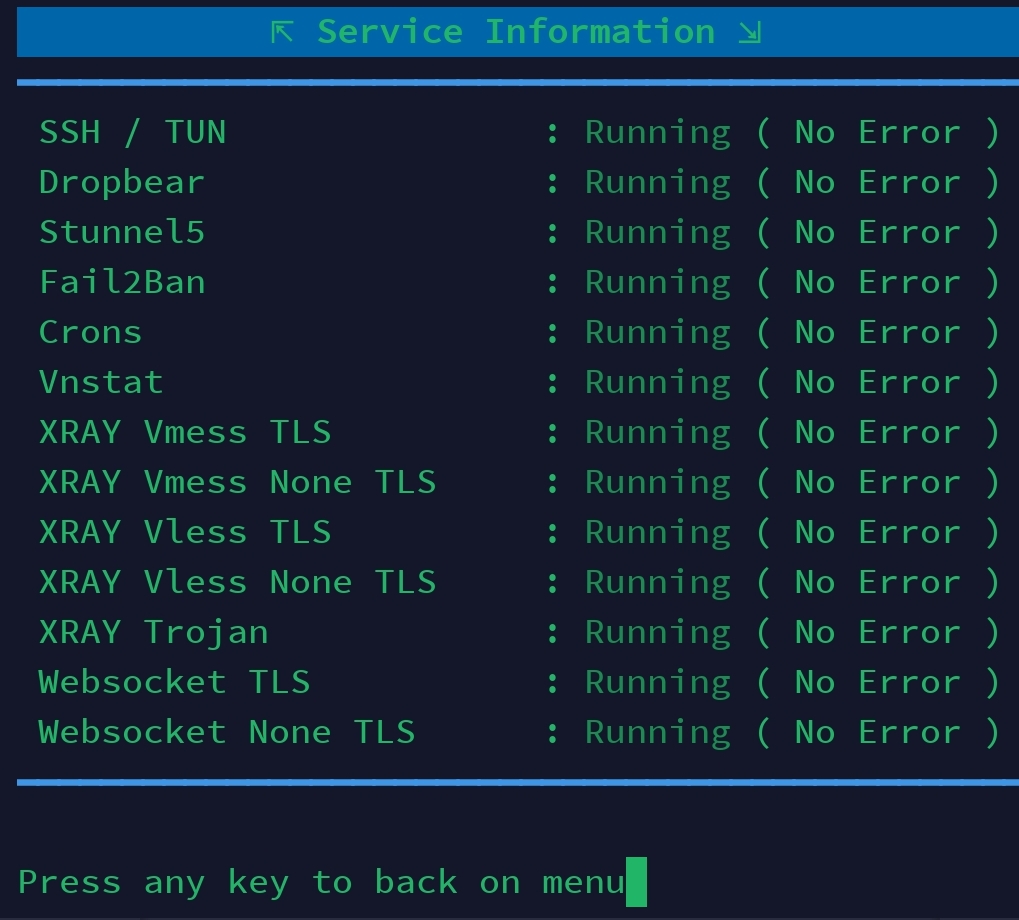 ⇱ Service Information ⇲
SSH / TUN : Running ( No Error )
Dropbear : Running ( No Error )
Stunnel5 : Running ( No Error )
Fail2Ban : Running ( No Error )
Crons : Running ( No Error )
Vnstat : Running ( No Error )
XRAY Vmess TLS : Running ( No Error )
XRAY Vmess None TLS : Running ( No Error )
XRAY Vless TLS : Running ( No Error )
XRAY Vless None TLS : Running ( No Error )
XRAY Trojan : Running ( No Error )
Websocket TLS : Running ( No Error )
Websocket None TLS : Running ( No Error )
Press any key to back on menu